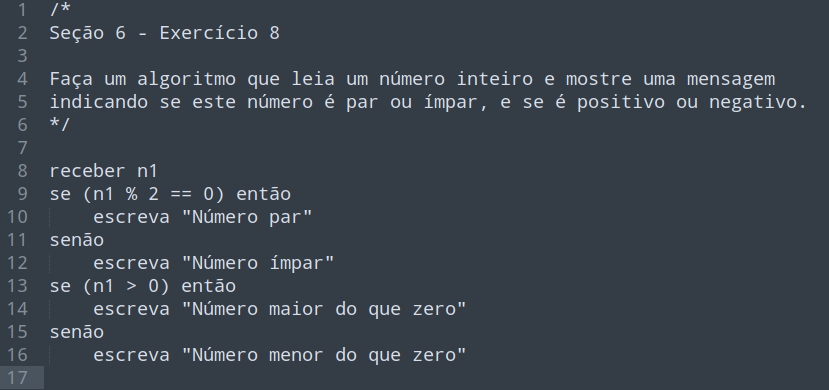 1 /*
2 Seção 6 - Exercício 8
3
4 Faça um algoritmo que leia um número inteiro e mostre uma mensagem
5 indicando se este número é par ou ímpar, e se é positivo ou negativo.
6 */
7
8 receber n1
9 se (n1 % 2 == 0) então
10     escreva "Número par"
11 senão
12     escreva "Número ímpar"
13 se (n1 > 0) então
14     escreva "Número maior do que zero"
15 senão
16     escreva "Número menor do que zero"
17